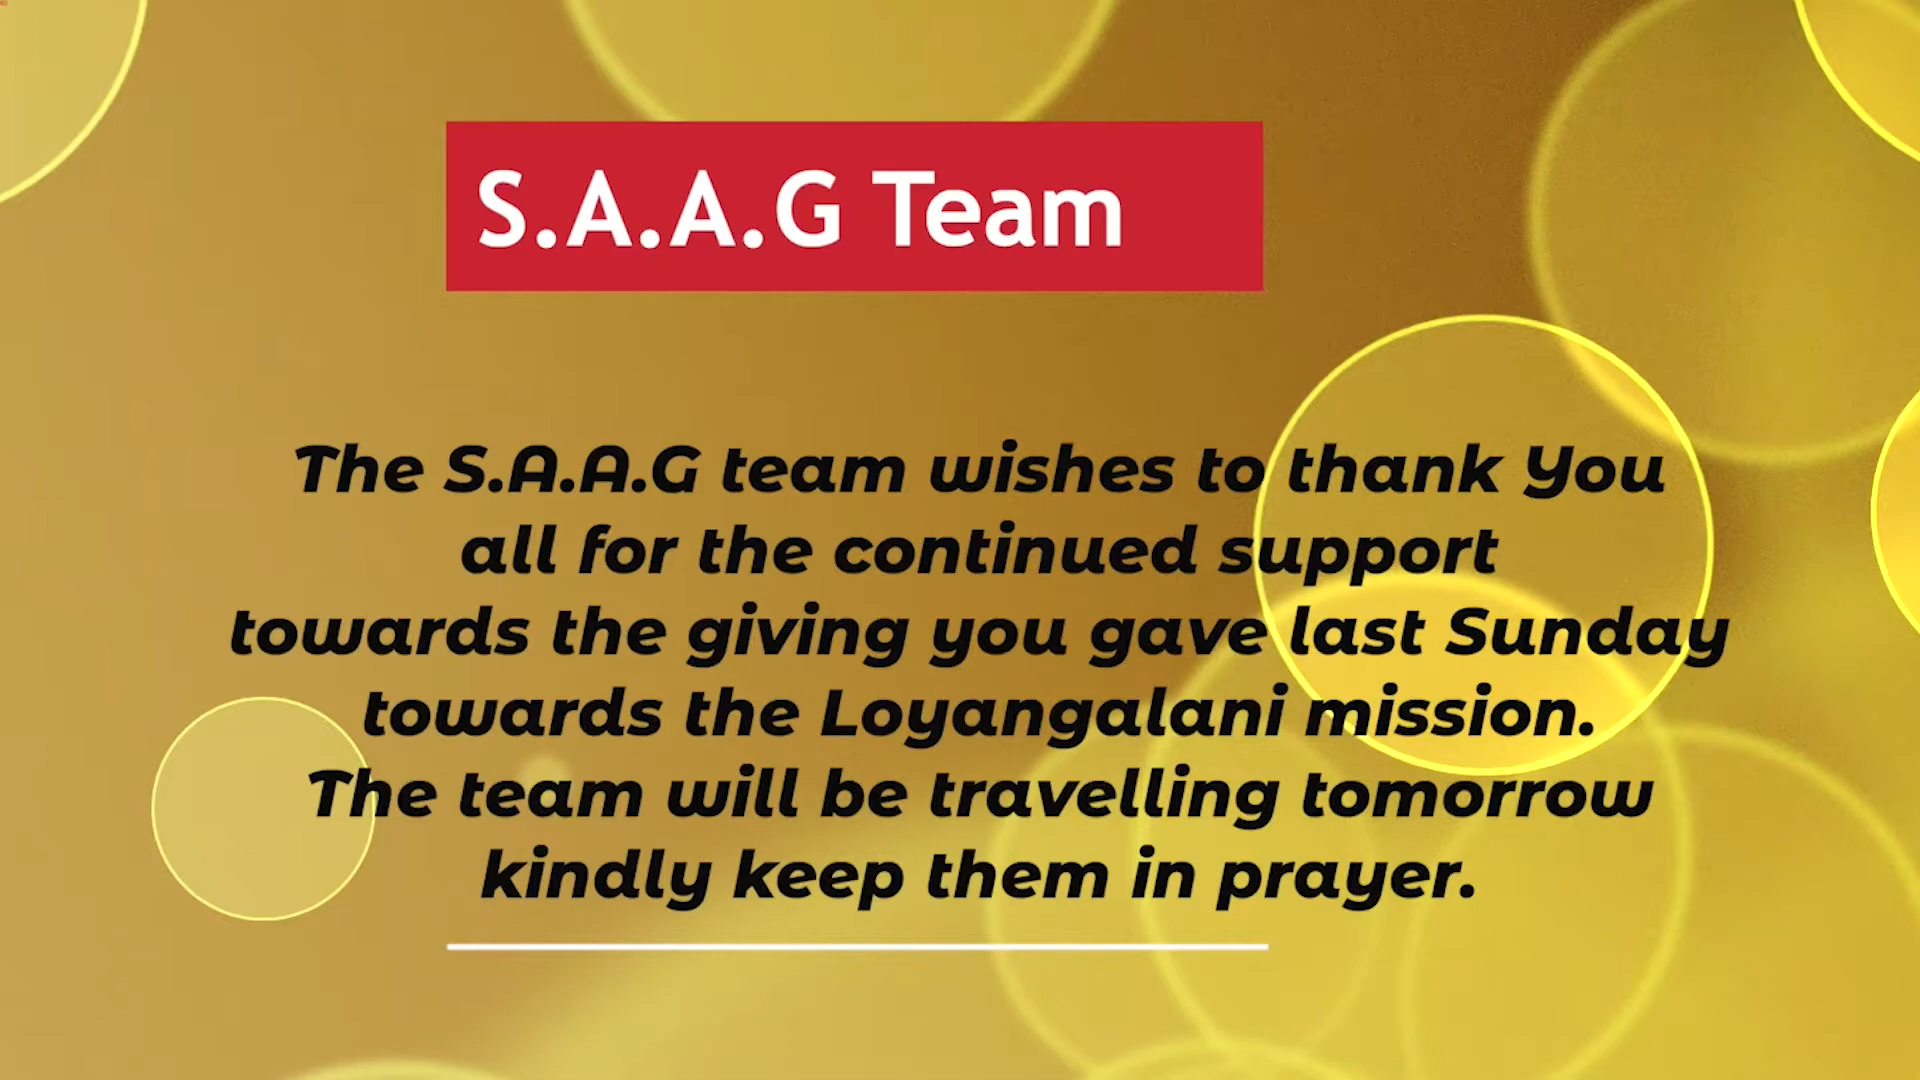 S.A.A.G Team
The S.A.A.G team wishes to thank You
all for the continued support
towards the giving you gave last Sunday
towards the Loyangalani mission.
The team will be travelling tomorrow
kindly keep them in prayer.